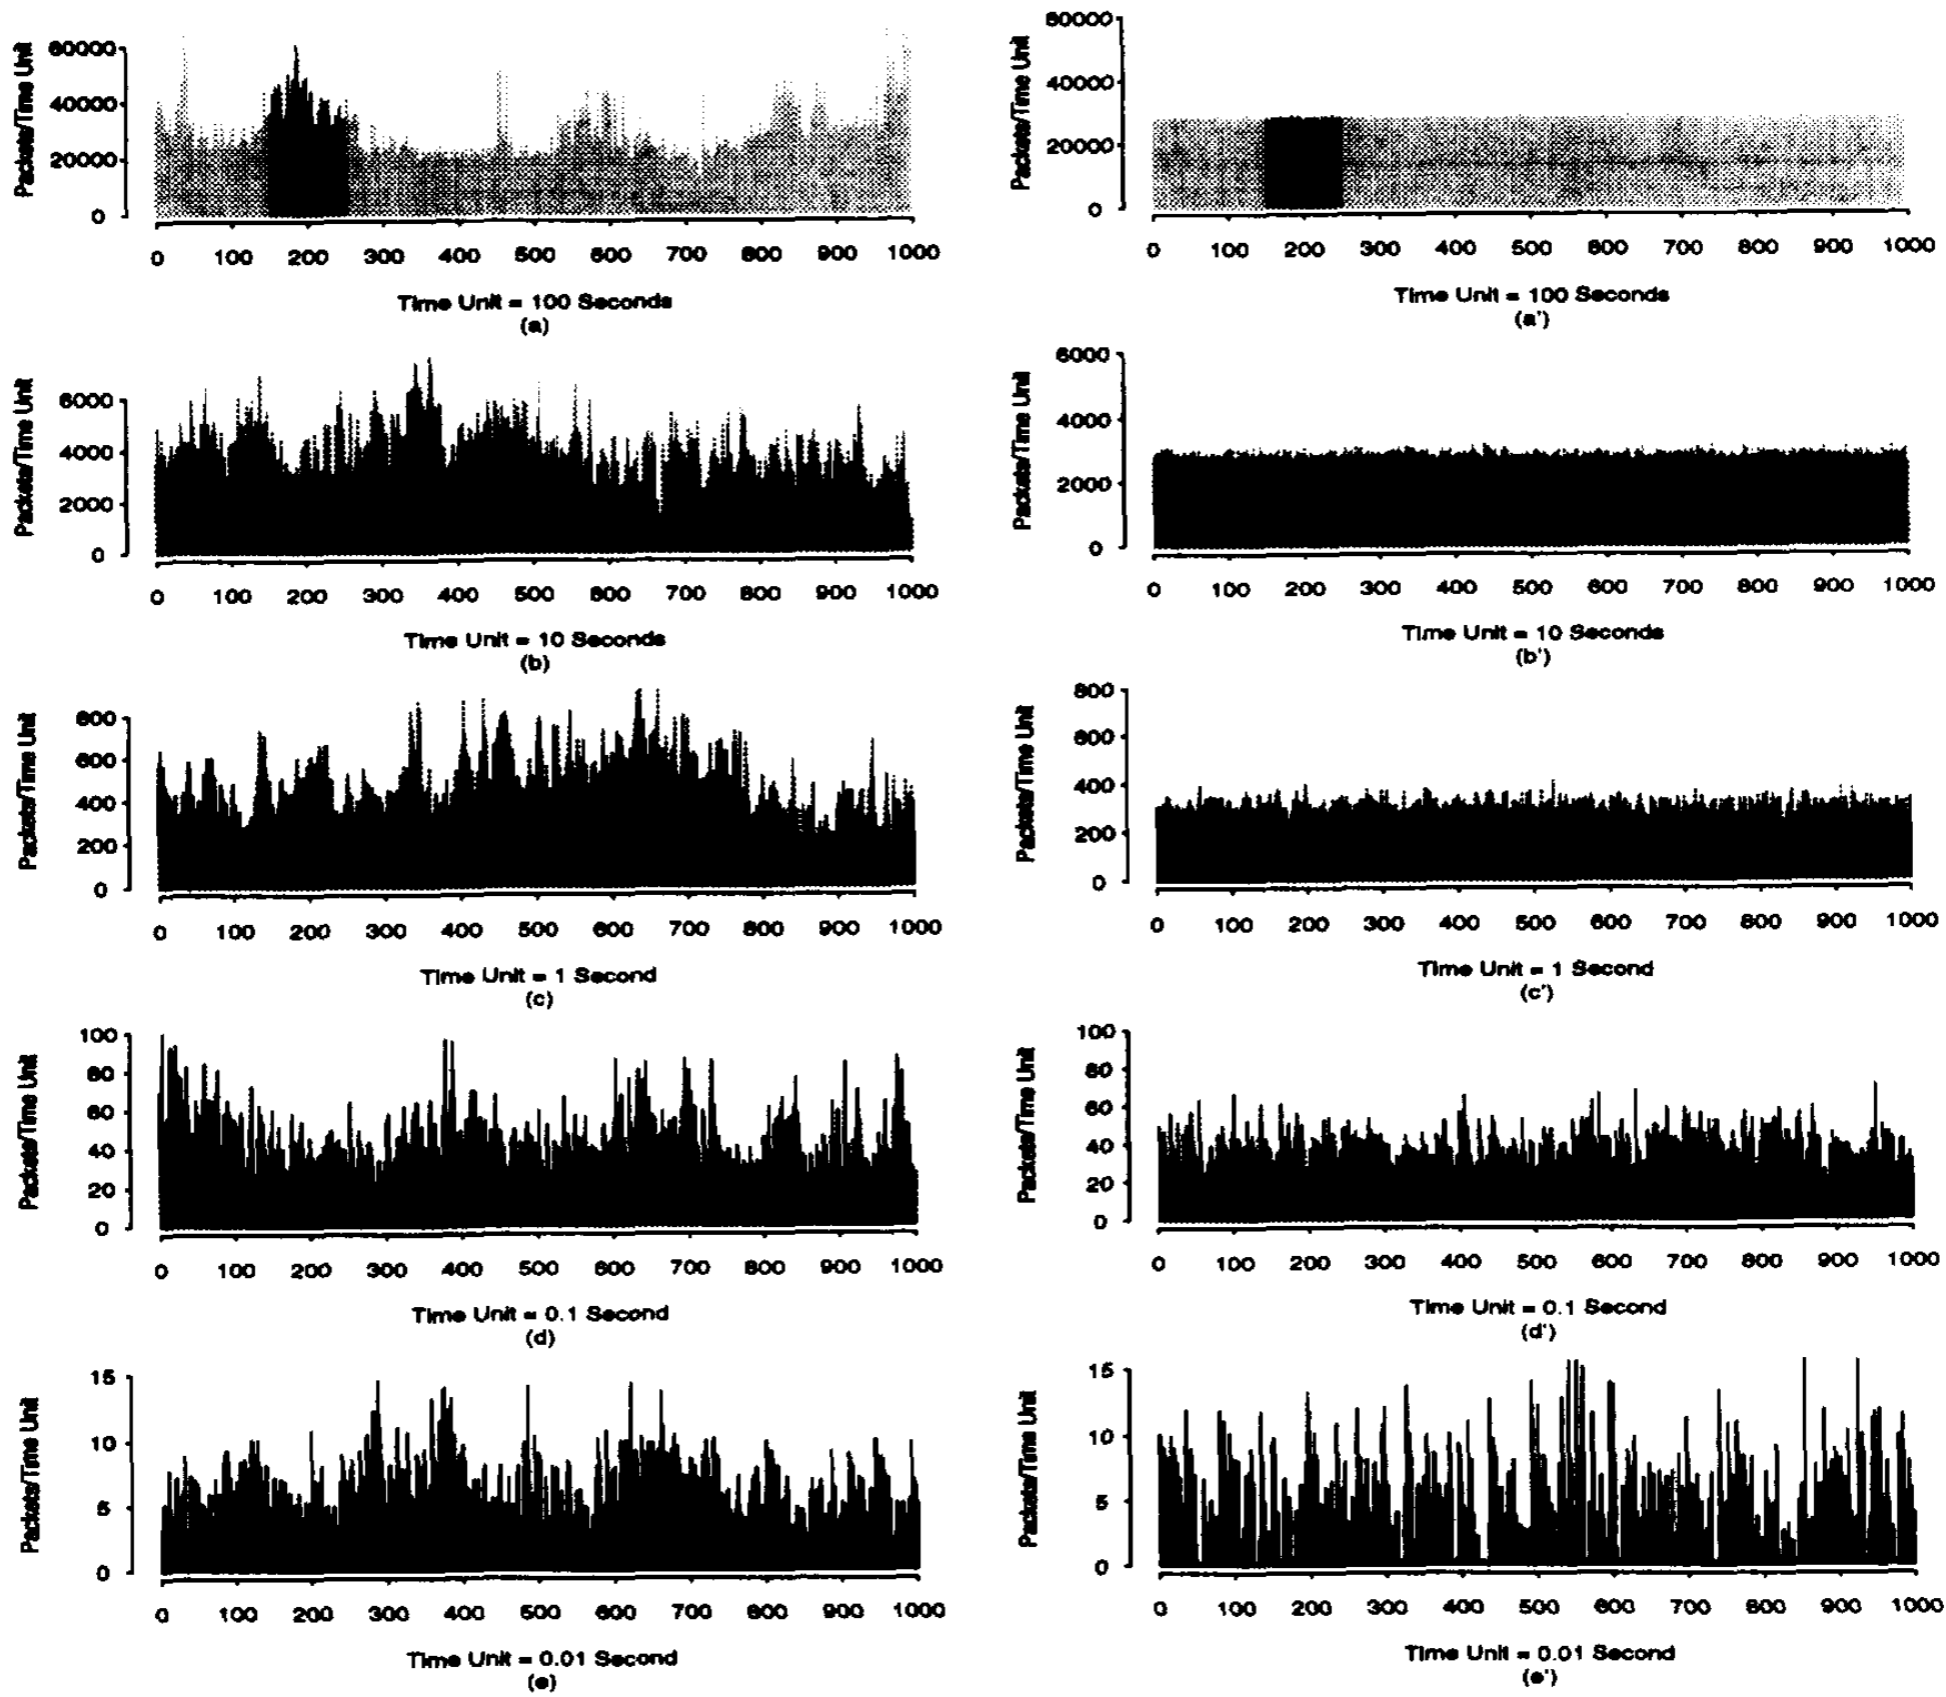 Packets/Time Unit
60000
40000
20000
0
0 100 200 300 400 500 600 700 800 900 1000
Time Unit = 100 Seconds
(a)
Packets/Time Unit
60000
40000
20000
0
0 100 200 300 400 500 600 700 800 900 1000
Time Unit = 100 Seconds
(a')
Packets/Time Unit
6000
4000
2000
0
0 100 200 300 400 500 600 700 800 900 1000
Time Unit = 10 Seconds
(b)
Packets/Time Unit
6000
4000
2000
0
0 100 200 300 400 500 600 700 800 900 1000
Time Unit = 10 Seconds
(b')
Packets/Time Unit
800
600
400
200
0
0 100 200 300 400 500 600 700 800 900 1000
Time Unit = 1 Second
(c)
Packets/Time Unit
800
600
400
200
0
0 100 200 300 400 500 600 700 800 900 1000
Time Unit = 1 Second
(c')
Packets/Time Unit
100
80
60
40
20
0
0 100 200 300 400 500 600 700 800 900 1000
Time Unit = 0.1 Second
(d)
Packets/Time Unit
100
80
60
40
20
0
0 100 200 300 400 500 600 700 800 900 1000
Time Unit = 0.1 Second
(d')
Packets/Time Unit
15
10
5
0
0 100 200 300 400 500 600 700 800 900 1000
Time Unit = 0.01 Second
(e)
Packets/Time Unit
15
10
5
0
0 100 200 300 400 500 600 700 800 900 1000
Time Unit = 0.01 Second
(e')